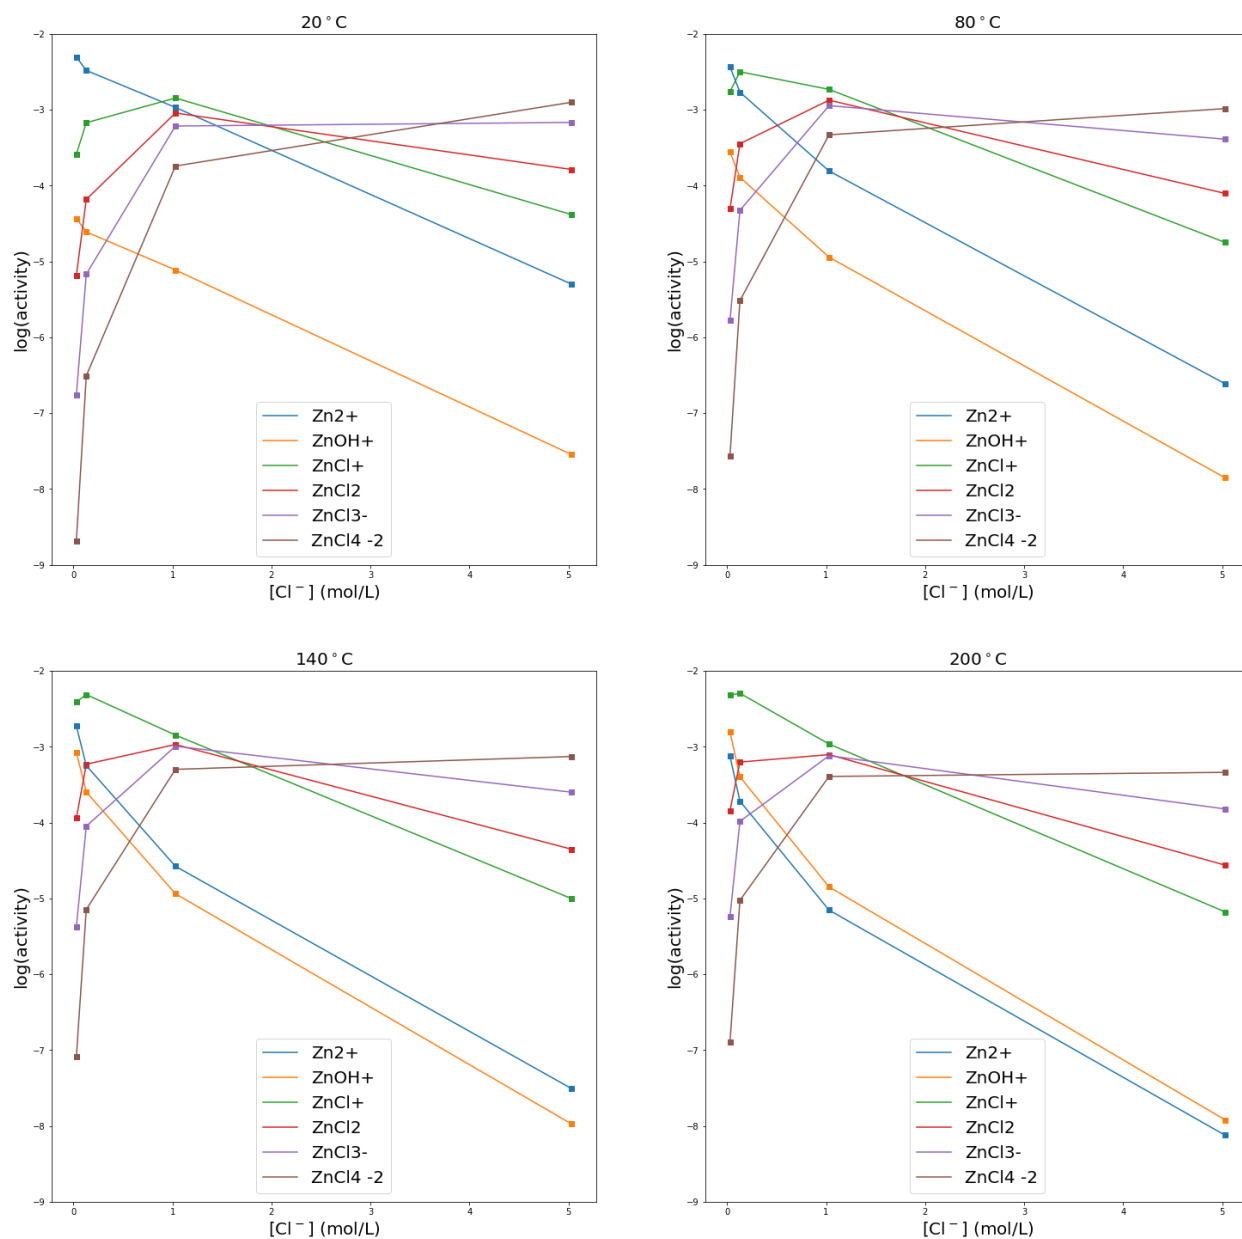 20°C
−2
−3
−4
−5
−6
−7
−8
−9
log(activity)
Zn2+
ZnOH+
ZnCl+
ZnCl2
ZnCl3-
ZnCl4 -2
0 1 2 3 4 5
[Cl⁻] (mol/L)
80°C
−2
−3
−4
−5
−6
−7
−8
−9
log(activity)
Zn2+
ZnOH+
ZnCl+
ZnCl2
ZnCl3-
ZnCl4 -2
0 1 2 3 4 5
[Cl⁻] (mol/L)
140°C
−2
−3
−4
−5
−6
−7
−8
−9
log(activity)
Zn2+
ZnOH+
ZnCl+
ZnCl2
ZnCl3-
ZnCl4 -2
0 1 2 3 4 5
[Cl⁻] (mol/L)
200°C
−2
−3
−4
−5
−6
−7
−8
−9
log(activity)
Zn2+
ZnOH+
ZnCl+
ZnCl2
ZnCl3-
ZnCl4 -2
0 1 2 3 4 5
[Cl⁻] (mol/L)